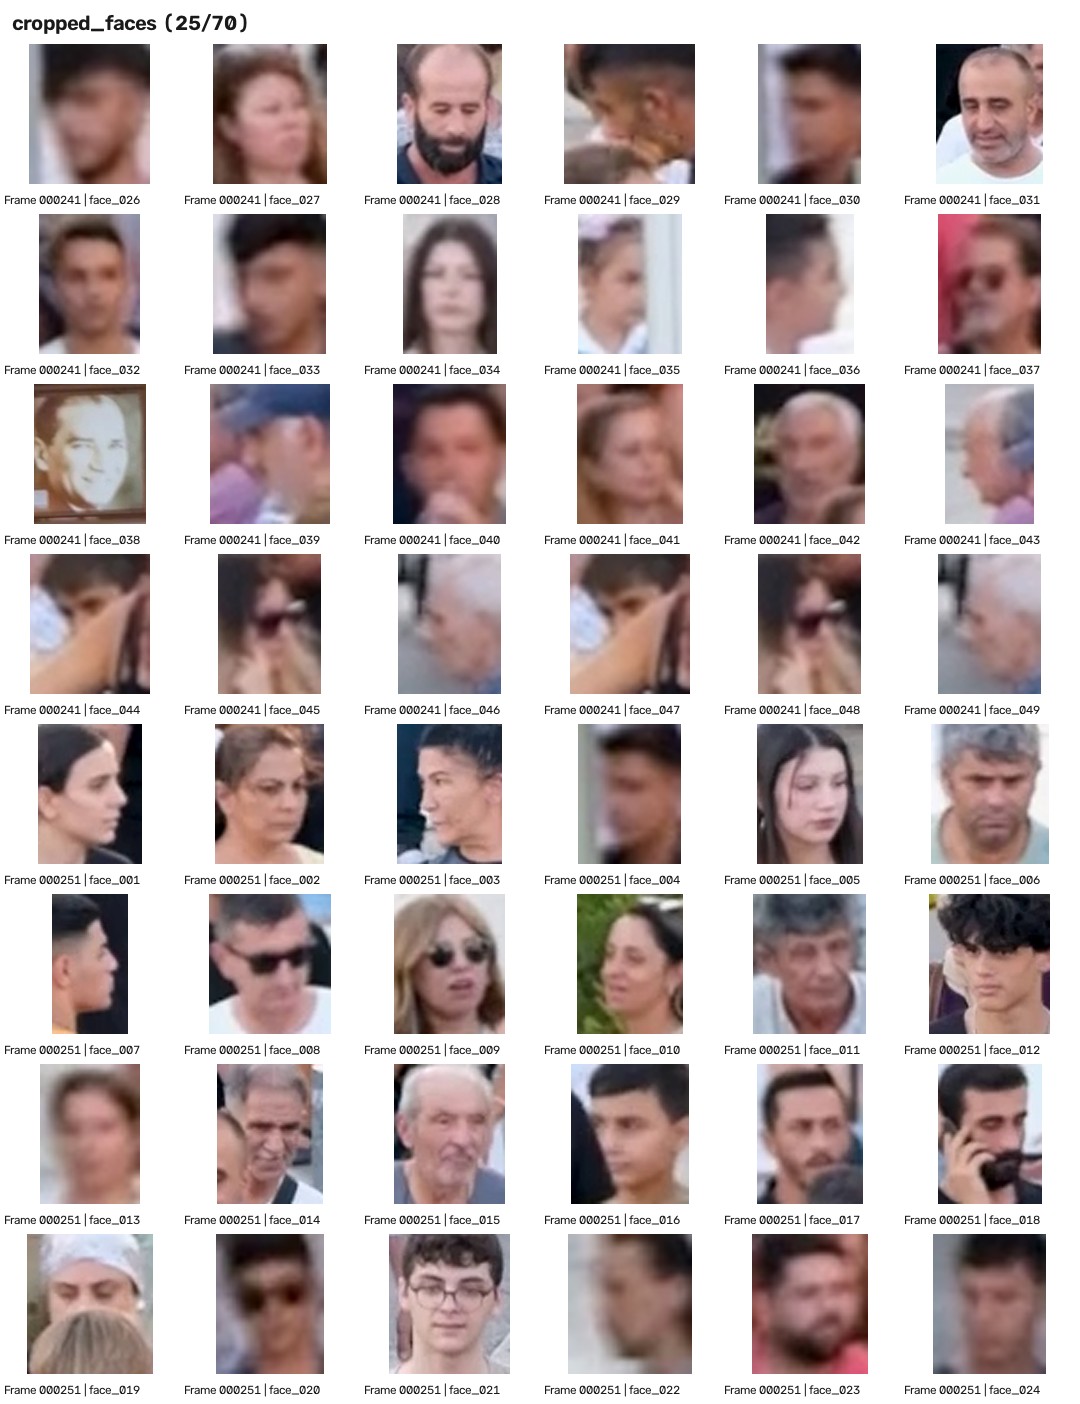 cropped_faces (25/70)
Frame 000241 | face_026
Frame 000241 | face_027
Frame 000241 | face_028
Frame 000241 | face_029
Frame 000241 | face_030
Frame 000241 | face_031
Frame 000241 | face_032
Frame 000241 | face_033
Frame 000241 | face_034
Frame 000241 | face_035
Frame 000241 | face_036
Frame 000241 | face_037
Frame 000241 | face_038
Frame 000241 | face_039
Frame 000241 | face_040
Frame 000241 | face_041
Frame 000241 | face_042
Frame 000241 | face_043
Frame 000241 | face_044
Frame 000241 | face_045
Frame 000241 | face_046
Frame 000241 | face_047
Frame 000241 | face_048
Frame 000241 | face_049
Frame 000251 | face_001
Frame 000251 | face_002
Frame 000251 | face_003
Frame 000251 | face_004
Frame 000251 | face_005
Frame 000251 | face_006
Frame 000251 | face_007
Frame 000251 | face_008
Frame 000251 | face_009
Frame 000251 | face_010
Frame 000251 | face_011
Frame 000251 | face_012
Frame 000251 | face_013
Frame 000251 | face_014
Frame 000251 | face_015
Frame 000251 | face_016
Frame 000251 | face_017
Frame 000251 | face_018
Frame 000251 | face_019
Frame 000251 | face_020
Frame 000251 | face_021
Frame 000251 | face_022
Frame 000251 | face_023
Frame 000251 | face_024